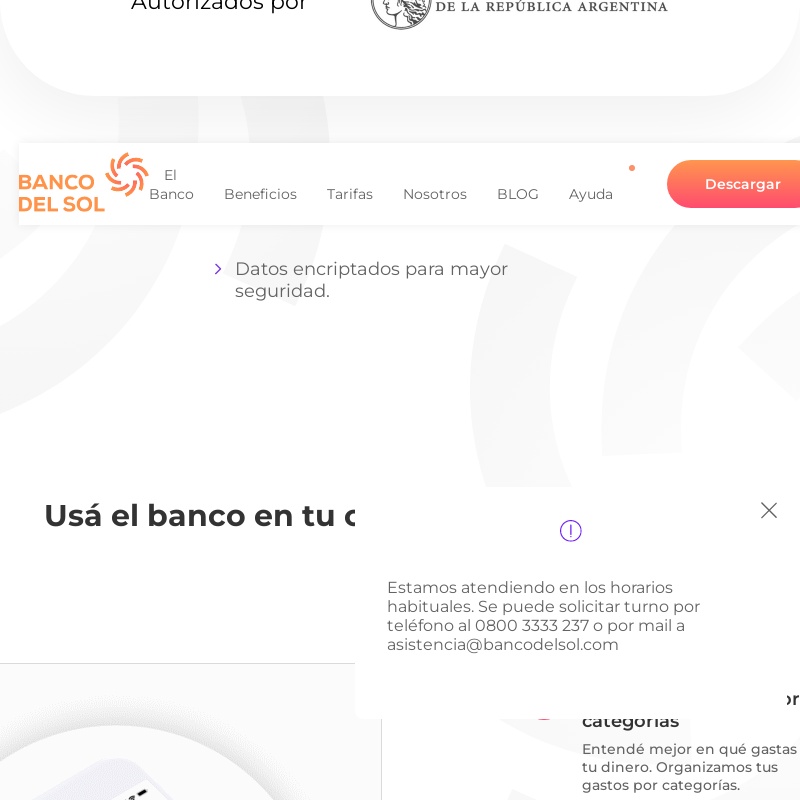 Autorizados por
DE LA REPÚBLICA ARGENTINA
BANCO
DEL SOL
El
Banco
Beneficios
Tarifas
Nosotros
BLOG
Ayuda
Descargar
Datos encriptados para mayor
seguridad.
Usá el banco en tu
Estamos atendiendo en los horarios
habituales. Se puede solicitar turno por
teléfono al 0800 3333 237 o por mail a
asistencia@bancodelsol.com
categorías
Entendé mejor en qué gastas
tu dinero. Organizamos tus
gastos por categorías.